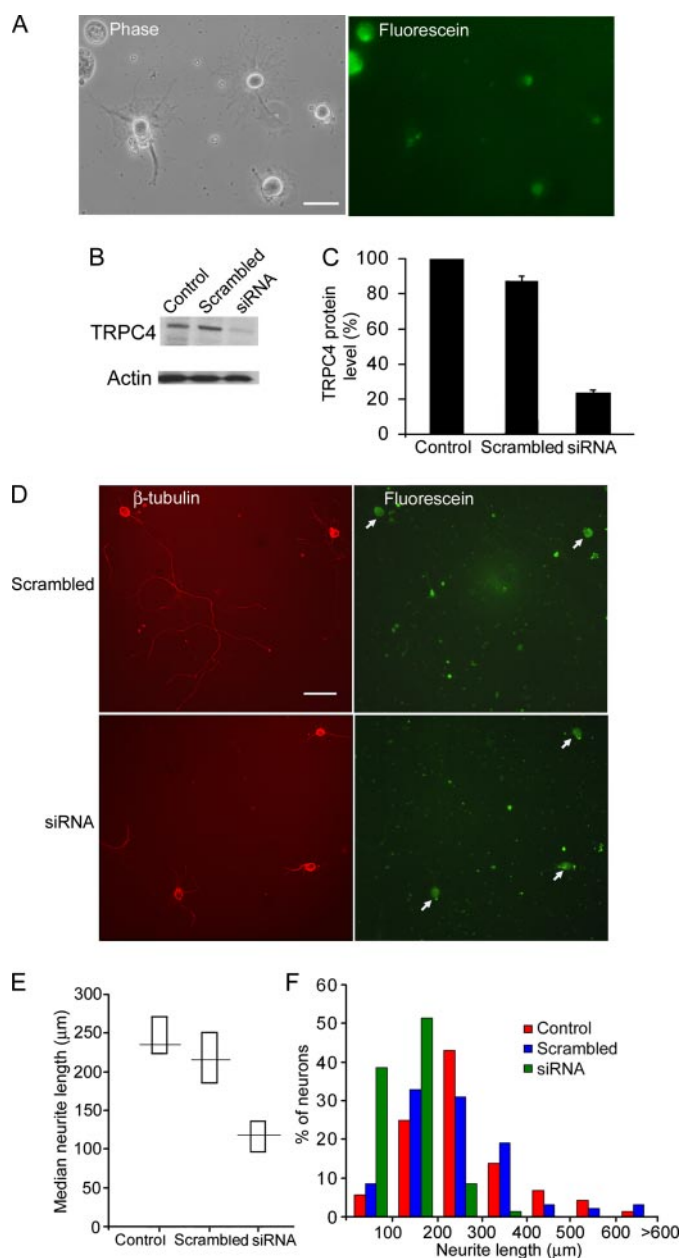 A
Phase
Fluorescein
B
Control
Scrambled
siRNA
TRPC4
Actin
C
TRPC4 protein
level (%)
100
80
60
40
20
0
Control Scrambled siRNA
D
β-tubulin
Fluorescein
Scrambled
siRNA
E
Median neurite length (μm)
300
250
200
150
100
50
0
Control Scrambled siRNA
F
% of neurons
60
50
40
30
20
10
0
Control
Scrambled
siRNA
100 200 300 400 500 600 >600
Neurite length (μm)